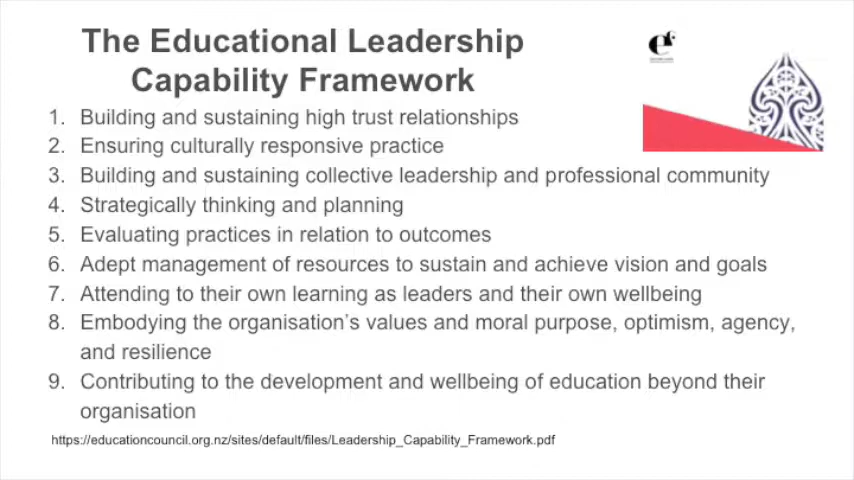 The Educational Leadership
Capability Framework
1. Building and sustaining high trust relationships
2. Ensuring culturally responsive practice
3. Building and sustaining collective leadership and professional community
4. Strategically thinking and planning
5. Evaluating practices in relation to outcomes
6. Adept management of resources to sustain and achieve vision and goals
7. Attending to their own learning as leaders and their own wellbeing
8. Embodying the organisation’s values and moral purpose, optimism, agency,
and resilience
9. Contributing to the development and wellbeing of education beyond their
organisation
https://educationcouncil.org.nz/sites/default/files/Leadership_Capability_Framework.pdf
ef